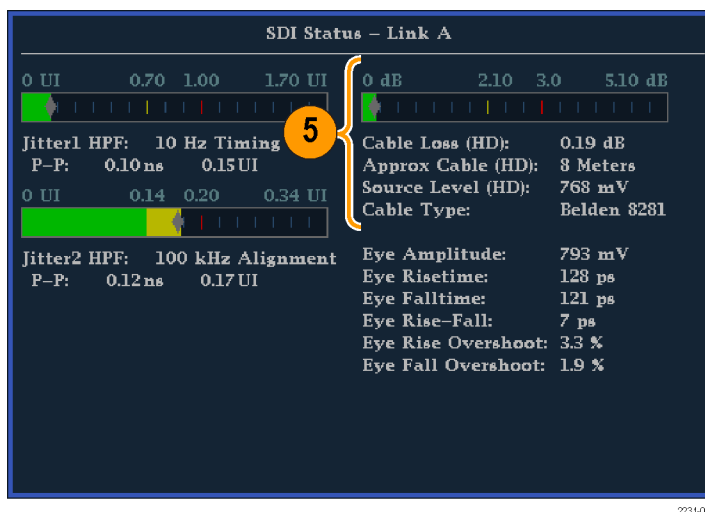 SDI Status – Link A
0 UI 0.70 1.00 1.70 UI
Jitter1 HPF: 10 Hz Timing
P–P: 0.10 ns 0.15 UI
0 UI 0.14 0.20 0.34 UI
Jitter2 HPF: 100 kHz Alignment
P–P: 0.12 ns 0.17 UI
5
0 dB 2.10 3.0 5.10 dB
Cable Loss (HD): 0.19 dB
Approx Cable (HD): 8 Meters
Source Level (HD): 768 mV
Cable Type: Belden 8281
Eye Amplitude: 793 mV
Eye Risetime: 128 ps
Eye Falltime: 121 ps
Eye Rise–Fall: 7 ps
Eye Rise Overshoot: 3.3 %
Eye Fall Overshoot: 1.9 %